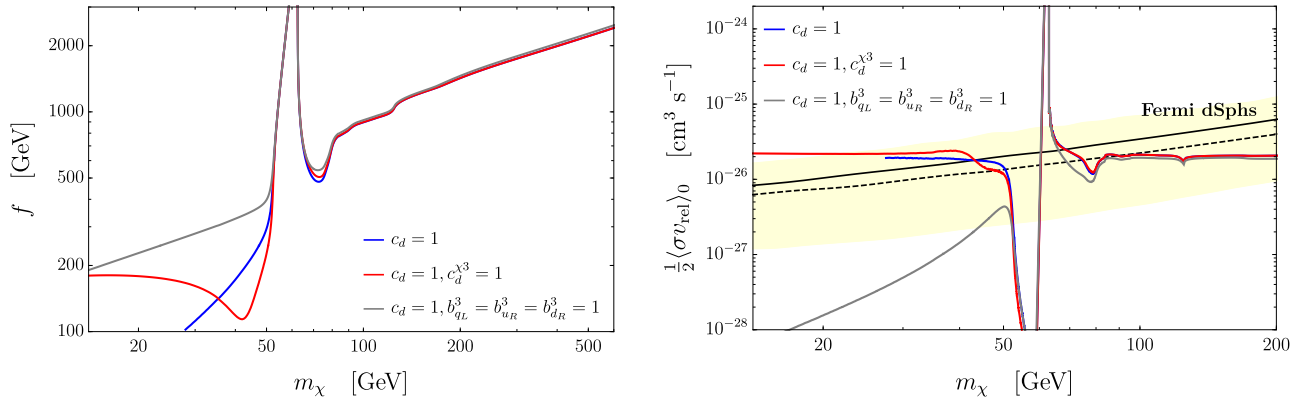 2000
1000
500
200
100
20
50
100
200
500
f [GeV]
m_χ [GeV]
c_d = 1
c_d = 1, c_d^{χ3} = 1
c_d = 1, b_{q_L}^3 = b_{u_R}^3 = b_{d_R}^3 = 1
10^{-24}
10^{-25}
10^{-26}
10^{-27}
10^{-28}
20
50
100
200
½⟨σv_rel⟩_0 [cm^3 s^{-1}]
m_χ [GeV]
c_d = 1
c_d = 1, c_d^{χ3} = 1
c_d = 1, b_{q_L}^3 = b_{u_R}^3 = b_{d_R}^3 = 1
Fermi dSphs